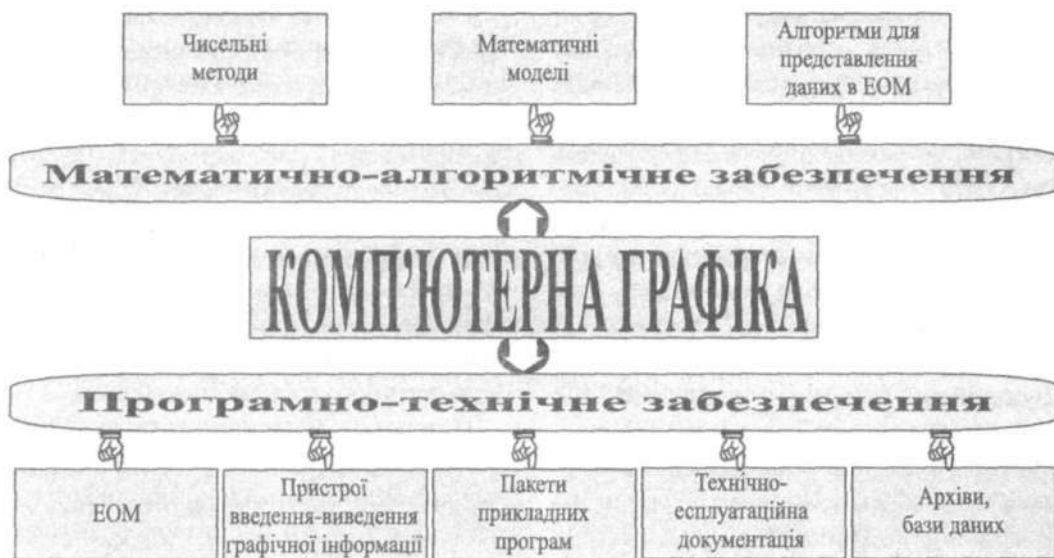 Чисельні
методи
Математичні
моделі
Алгоритми для
представлення
даних в ЕОМ
Математично-алгоритмічне забезпечення
КОМП'ЮТЕРНА ГРАФІКА
Програмно-технічне забезпечення
ЕОМ
Пристрої
введення-виведення
графічної інформації
Пакети
прикладних
програм
Технічно-
есплуатаційна
документація
Архіви,
бази даних